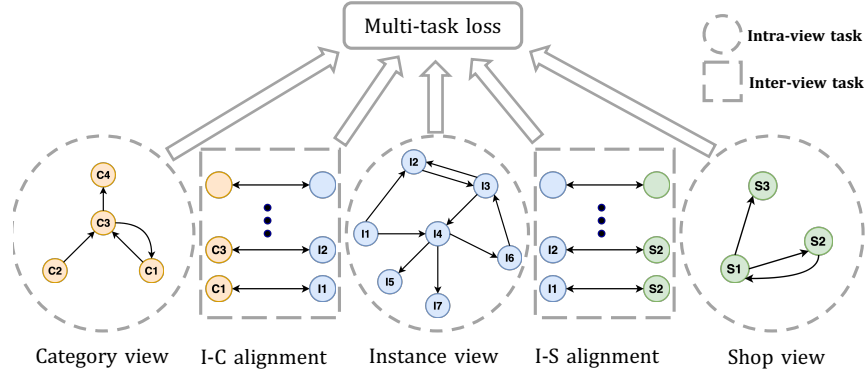 Multi-task loss
Intra-view task
Inter-view task
C4
C3
C2
C1
C3
I2
C1
I1
I2
I3
I1
I4
I6
I5
I7
I2
S2
I1
S2
S3
S2
S1
Category view
I-C alignment
Instance view
I-S alignment
Shop view